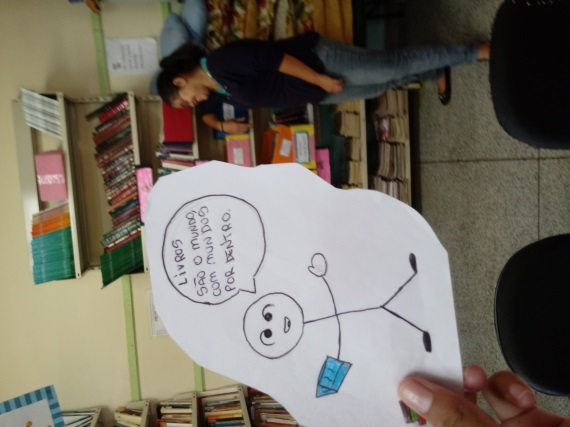 LIVROS
SÃO O MUNDO,
COM MUNDOS
POR DENTRO.